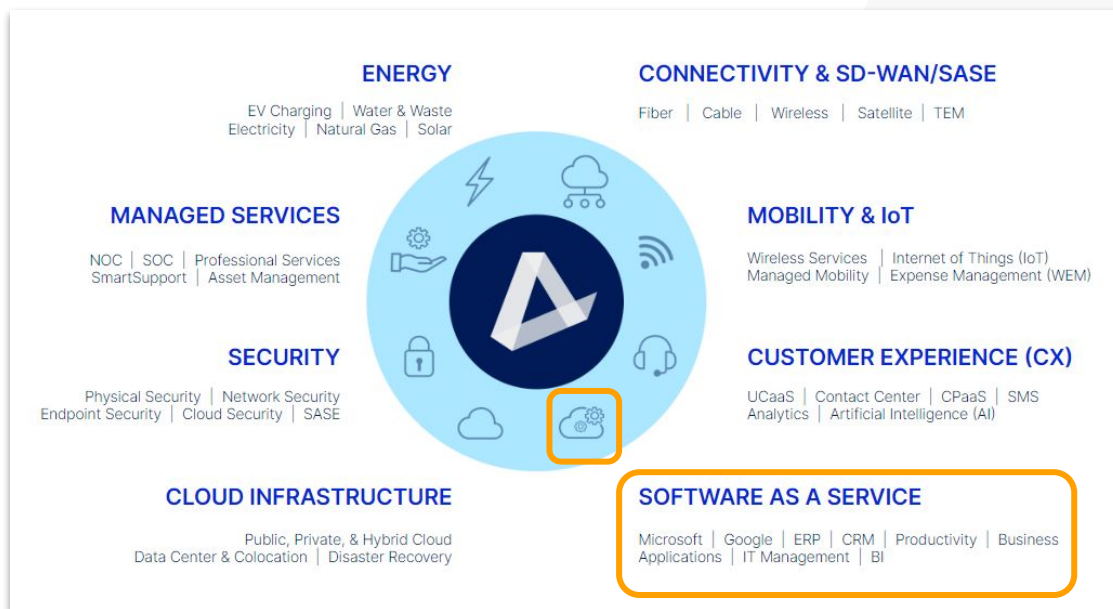 ENERGY
EV Charging | Water & Waste
Electricity | Natural Gas | Solar
CONNECTIVITY & SD-WAN/SASE
Fiber | Cable | Wireless | Satellite | TEM
MANAGED SERVICES
NOC | SOC | Professional Services
SmartSupport | Asset Management
MOBILITY & IoT
Wireless Services | Internet of Things (IoT)
Managed Mobility | Expense Management (WEM)
SECURITY
Physical Security | Network Security
Endpoint Security | Cloud Security | SASE
CUSTOMER EXPERIENCE (CX)
UCaaS | Contact Center | CPaaS | SMS
Analytics | Artificial Intelligence (AI)
CLOUD INFRASTRUCTURE
Public, Private, & Hybrid Cloud
Data Center & Colocation | Disaster Recovery
SOFTWARE AS A SERVICE
Microsoft | Google | ERP | CRM | Productivity | Business
Applications | IT Management | BI